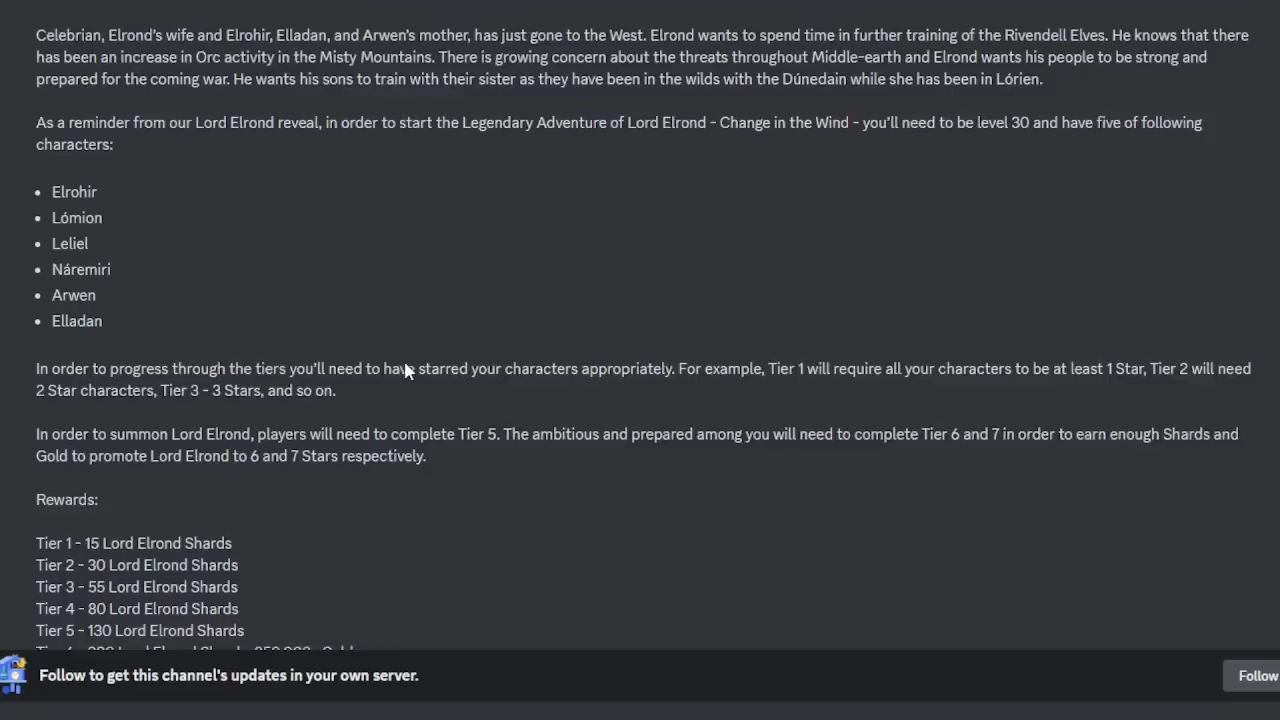 Celebrian, Elrond's wife and Elrohir, Elladan, and Arwen's mother, has just gone to the West. Elrond wants to spend time in further training of the Rivendell Elves. He knows that there
has been an increase in Orc activity in the Misty Mountains. There is growing concern about the threats throughout Middle-earth and Elrond wants his people to be strong and
prepared for the coming war. He wants his sons to train with their sister as they have been in the wilds with the Dúnedain while she has been in Lórien.
As a reminder from our Lord Elrond reveal, in order to start the Legendary Adventure of Lord Elrond - Change in the Wind - you'll need to be level 30 and have five of following
characters:
• Elrohir
• Lómion
• Leliel
• Náremiri
• Arwen
• Elladan
In order to progress through the tiers you'll need to have starred your characters appropriately. For example, Tier 1 will require all your characters to be at least 1 Star, Tier 2 will need
2 Star characters, Tier 3 - 3 Stars, and so on.
In order to summon Lord Elrond, players will need to complete Tier 5. The ambitious and prepared among you will need to complete Tier 6 and 7 in order to earn enough Shards and
Gold to promote Lord Elrond to 6 and 7 Stars respectively.
Rewards:
Tier 1 - 15 Lord Elrond Shards
Tier 2 - 30 Lord Elrond Shards
Tier 3 - 55 Lord Elrond Shards
Tier 4 - 80 Lord Elrond Shards
Tier 5 - 130 Lord Elrond Shards
Follow to get this channel's updates in your own server.
Follow